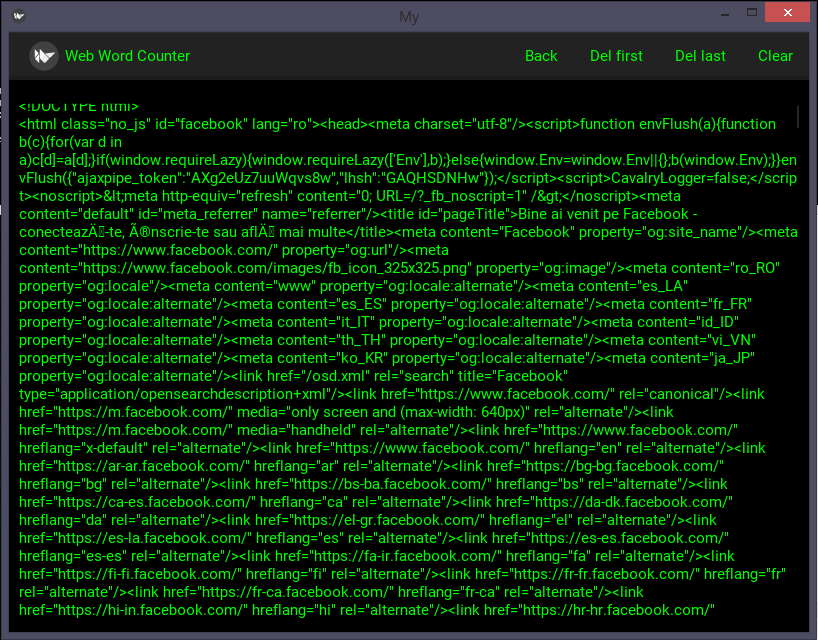 My
Web Word Counter
Back
Del first
Del last
Clear
<!DOCTYPE html>
<html class="no_js" id="facebook" lang="ro"><head><meta charset="utf-8"/><script>function envFlush(a){function
b(c){for(var d in
a)c[d]=a[d];}if(window.requireLazy){window.requireLazy(['Env'],b);}else{window.Env=window.Env||{};b(window.Env);}}env
Flush({"ajaxpipe_token":"AXg2eUz7uuWqvs8w","lhsh":"GAQHSDNHw"});</script><script>CavalryLogger=false;</scrip
t><noscript>&lt;meta http-equiv="refresh" content="0; URL=/?_fb_noscript=1" /&gt;</noscript><meta
content="default" id="meta_referrer" name="referrer"/><title id="pageTitle">Bine ai venit pe Facebook -
conecteazÄ-te, Ã®nscrie-te sau aflÄ mai multe</title><meta content="Facebook" property="og:site_name"/><meta
content="https://www.facebook.com/" property="og:url"/><meta
content="https://www.facebook.com/images/fb_icon_325x325.png" property="og:image"/><meta content="ro_RO"
property="og:locale"/><meta content="www" property="og:locale:alternate"/><meta content="es_LA"
property="og:locale:alternate"/><meta content="es_ES" property="og:locale:alternate"/><meta content="fr_FR"
property="og:locale:alternate"/><meta content="it_IT" property="og:locale:alternate"/><meta content="id_ID"
property="og:locale:alternate"/><meta content="th_TH" property="og:locale:alternate"/><meta content="vi_VN"
property="og:locale:alternate"/><meta content="ko_KR" property="og:locale:alternate"/><meta content="ja_JP"
property="og:locale:alternate"/><link href="/osd.xml" rel="search" title="Facebook"
type="application/opensearchdescription+xml"/><link href="https://www.facebook.com/" rel="canonical"/><link
href="https://m.facebook.com/" media="only screen and (max-width: 640px)" rel="alternate"/><link
href="https://m.facebook.com/" media="handheld" rel="alternate"/><link href="https://www.facebook.com/"
hreflang="x-default" rel="alternate"/><link href="https://www.facebook.com/" hreflang="en" rel="alternate"/><link
href="https://ar-ar.facebook.com/" hreflang="ar" rel="alternate"/><link href="https://bg-bg.facebook.com/"
hreflang="bg" rel="alternate"/><link href="https://bs-ba.facebook.com/" hreflang="bs" rel="alternate"/><link
href="https://ca-es.facebook.com/" hreflang="ca" rel="alternate"/><link href="https://da-dk.facebook.com/"
hreflang="da" rel="alternate"/><link href="https://el-gr.facebook.com/" hreflang="el" rel="alternate"/><link
href="https://es-la.facebook.com/" hreflang="es" rel="alternate"/><link href="https://es-es.facebook.com/"
hreflang="es-es" rel="alternate"/><link href="https://fa-ir.facebook.com/" hreflang="fa" rel="alternate"/><link
href="https://fi-fi.facebook.com/" hreflang="fi" rel="alternate"/><link href="https://fr-fr.facebook.com/" hreflang="fr"
rel="alternate"/><link href="https://fr-ca.facebook.com/" hreflang="fr-ca" rel="alternate"/><link
href="https://hi-in.facebook.com/" hreflang="hi" rel="alternate"/><link href="https://hr-hr.facebook.com/"